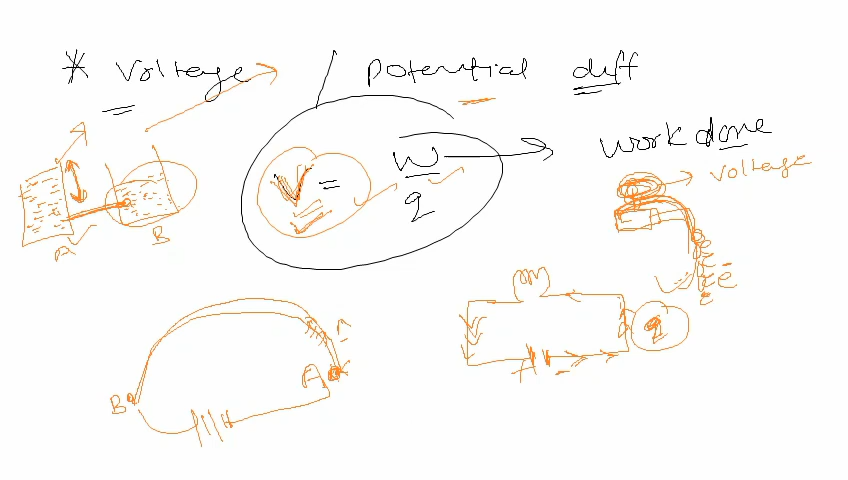 * Voltage / potential diff
V = W/q → work done
Voltage
A B
e
q
A
A
B
A